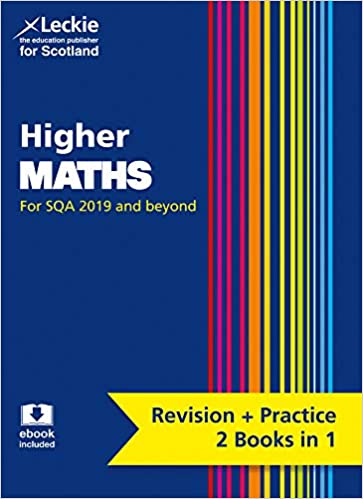 Leckie
the education publisher
for Scotland
Higher
MATHS
For SQA 2019 and beyond
Revision + Practice
2 Books in 1
ebook
included